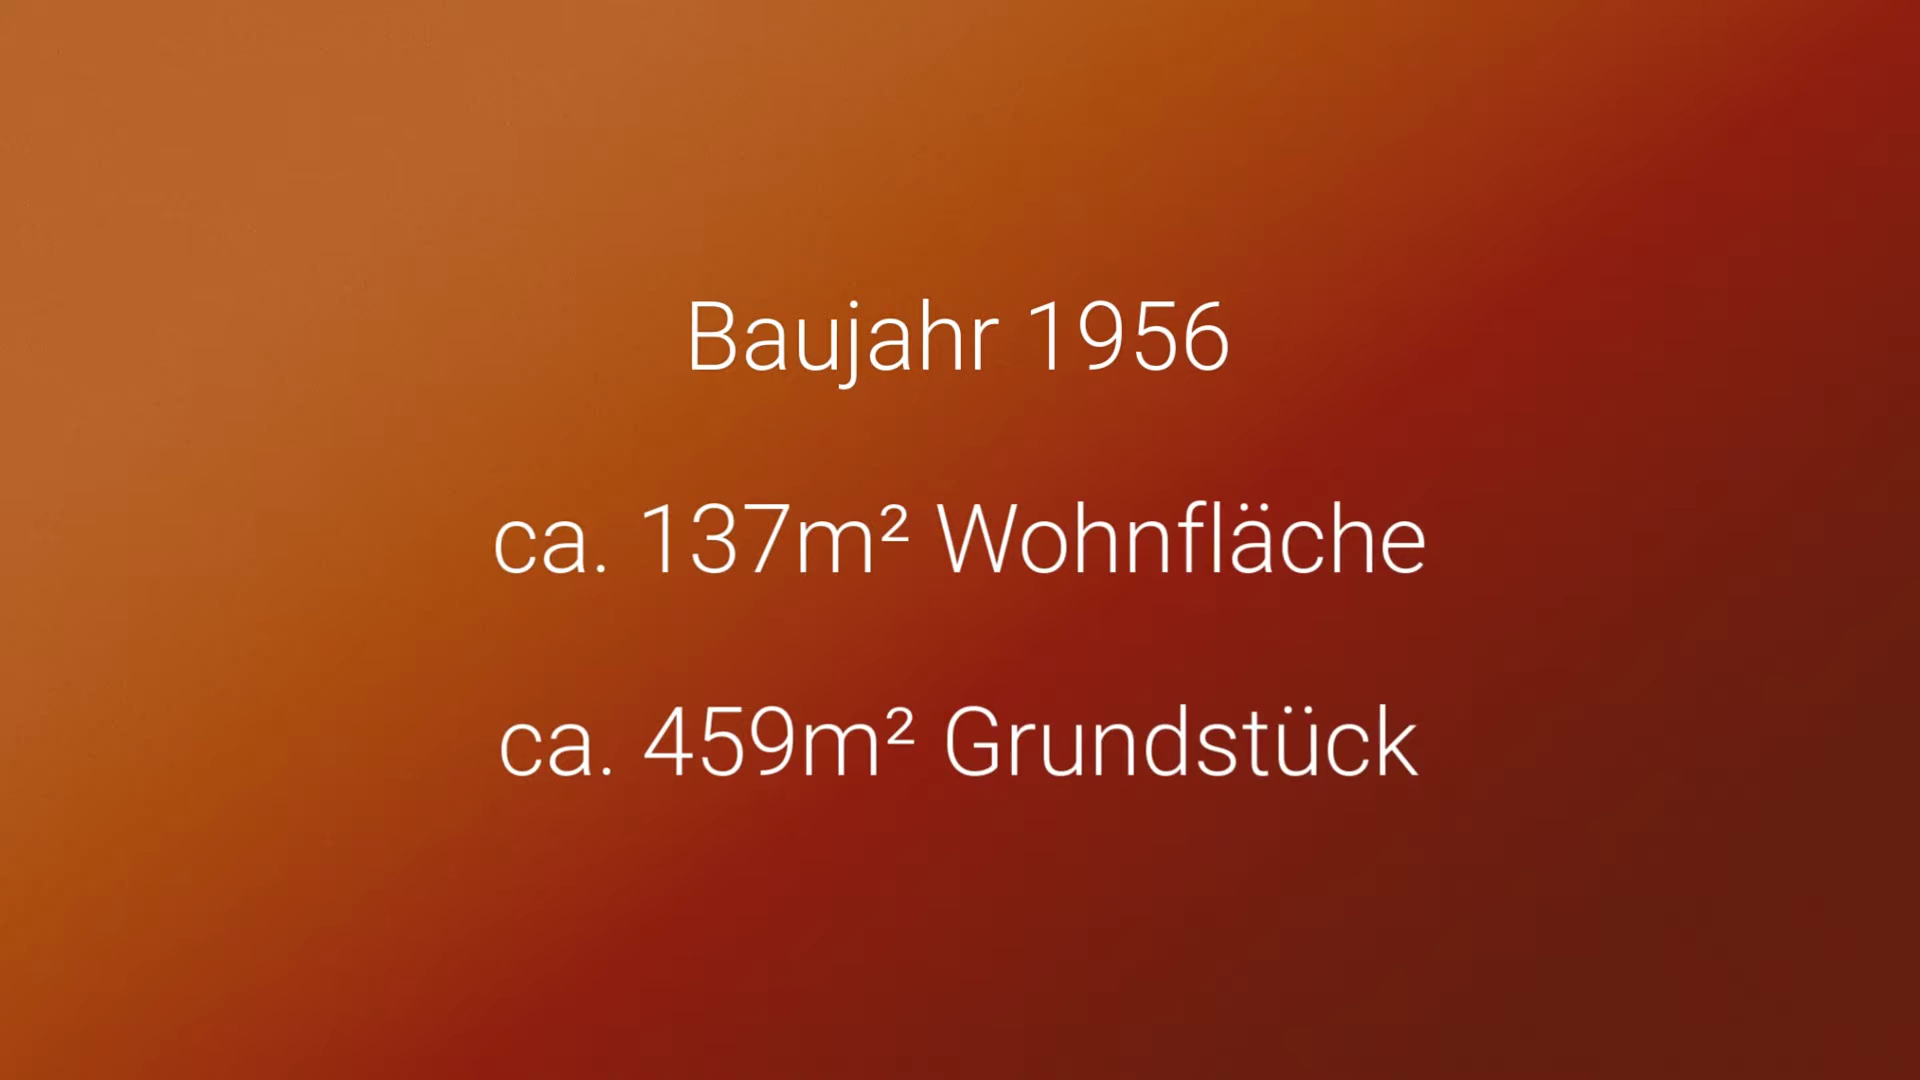 Baujahr 1956
ca. 137m² Wohnfläche
ca. 459m² Grundstück